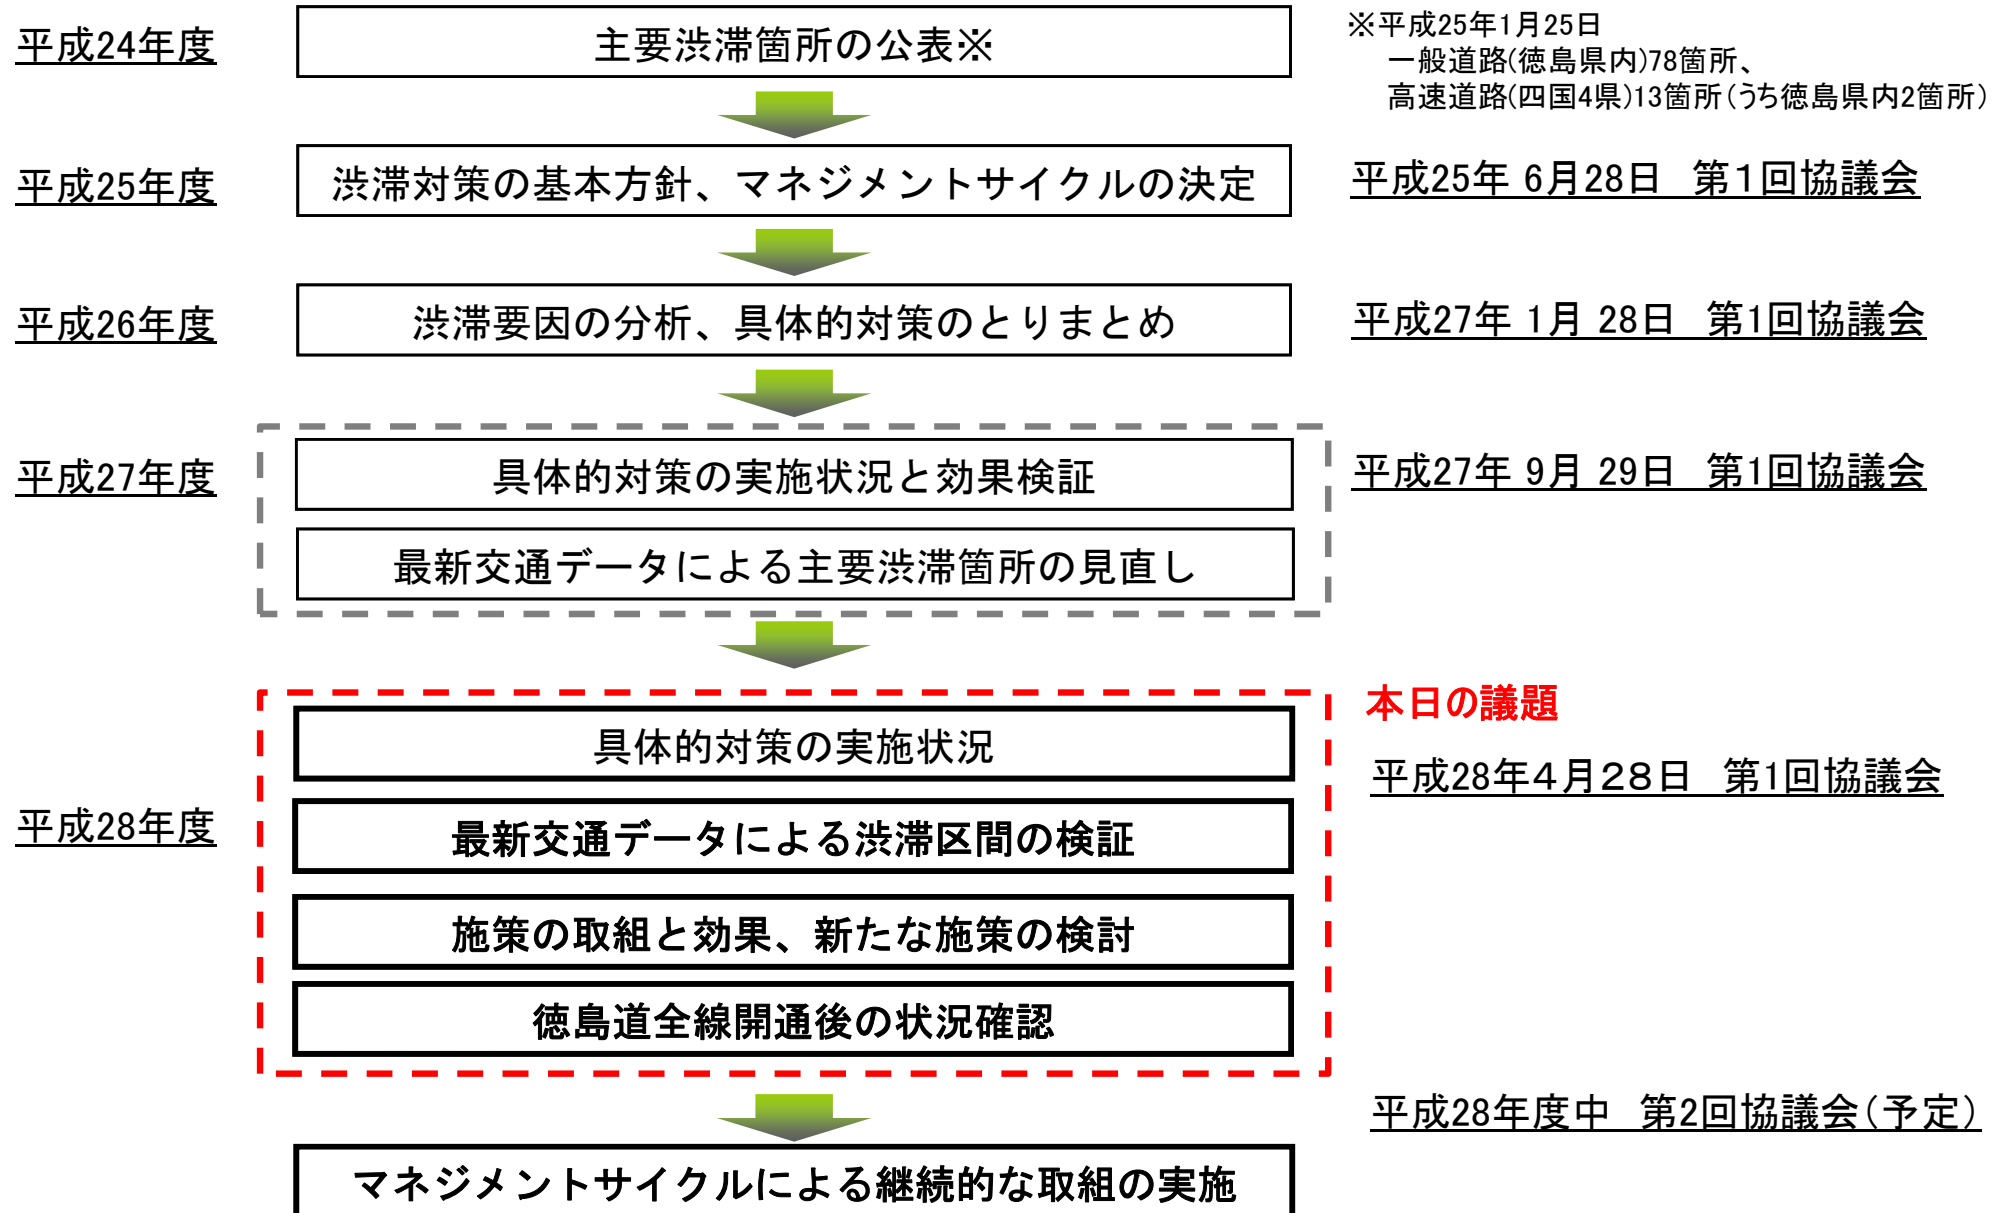 平成24年度
主要渋滞箇所の公表※
※平成25年1月25日
一般道路(徳島県内)78箇所、
高速道路(四国4県)13箇所(うち徳島県内2箇所)
平成25年度
渋滞対策の基本方針、マネジメントサイクルの決定
平成25年 6月28日　第１回協議会
平成26年度
渋滞要因の分析、具体的対策のとりまとめ
平成27年 1月 28日　第1回協議会
平成27年度
具体的対策の実施状況と効果検証
平成27年 9月 29日　第1回協議会
最新交通データによる主要渋滞箇所の見直し
本日の議題
具体的対策の実施状況
平成28年４月２８日　第1回協議会
平成28年度
最新交通データによる渋滞区間の検証
施策の取組と効果、新たな施策の検討
徳島道全線開通後の状況確認
平成28年度中　第2回協議会(予定)
マネジメントサイクルによる継続的な取組の実施